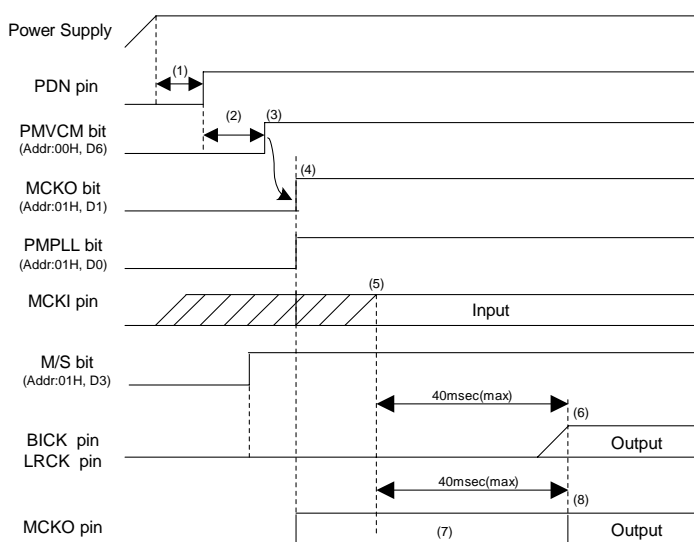 Power Supply
(1)
PDN pin
(2)
(3)
PMVCM bit
(Addr:00H, D6)
(4)
MCKO bit
(Addr:01H, D1)
PMPLL bit
(Addr:01H, D0)
(5)
MCKI pin
Input
M/S bit
(Addr:01H, D3)
40msec(max)
(6)
BICK pin
Output
LRCK pin
40msec(max)
(8)
MCKO pin
(7)
Output